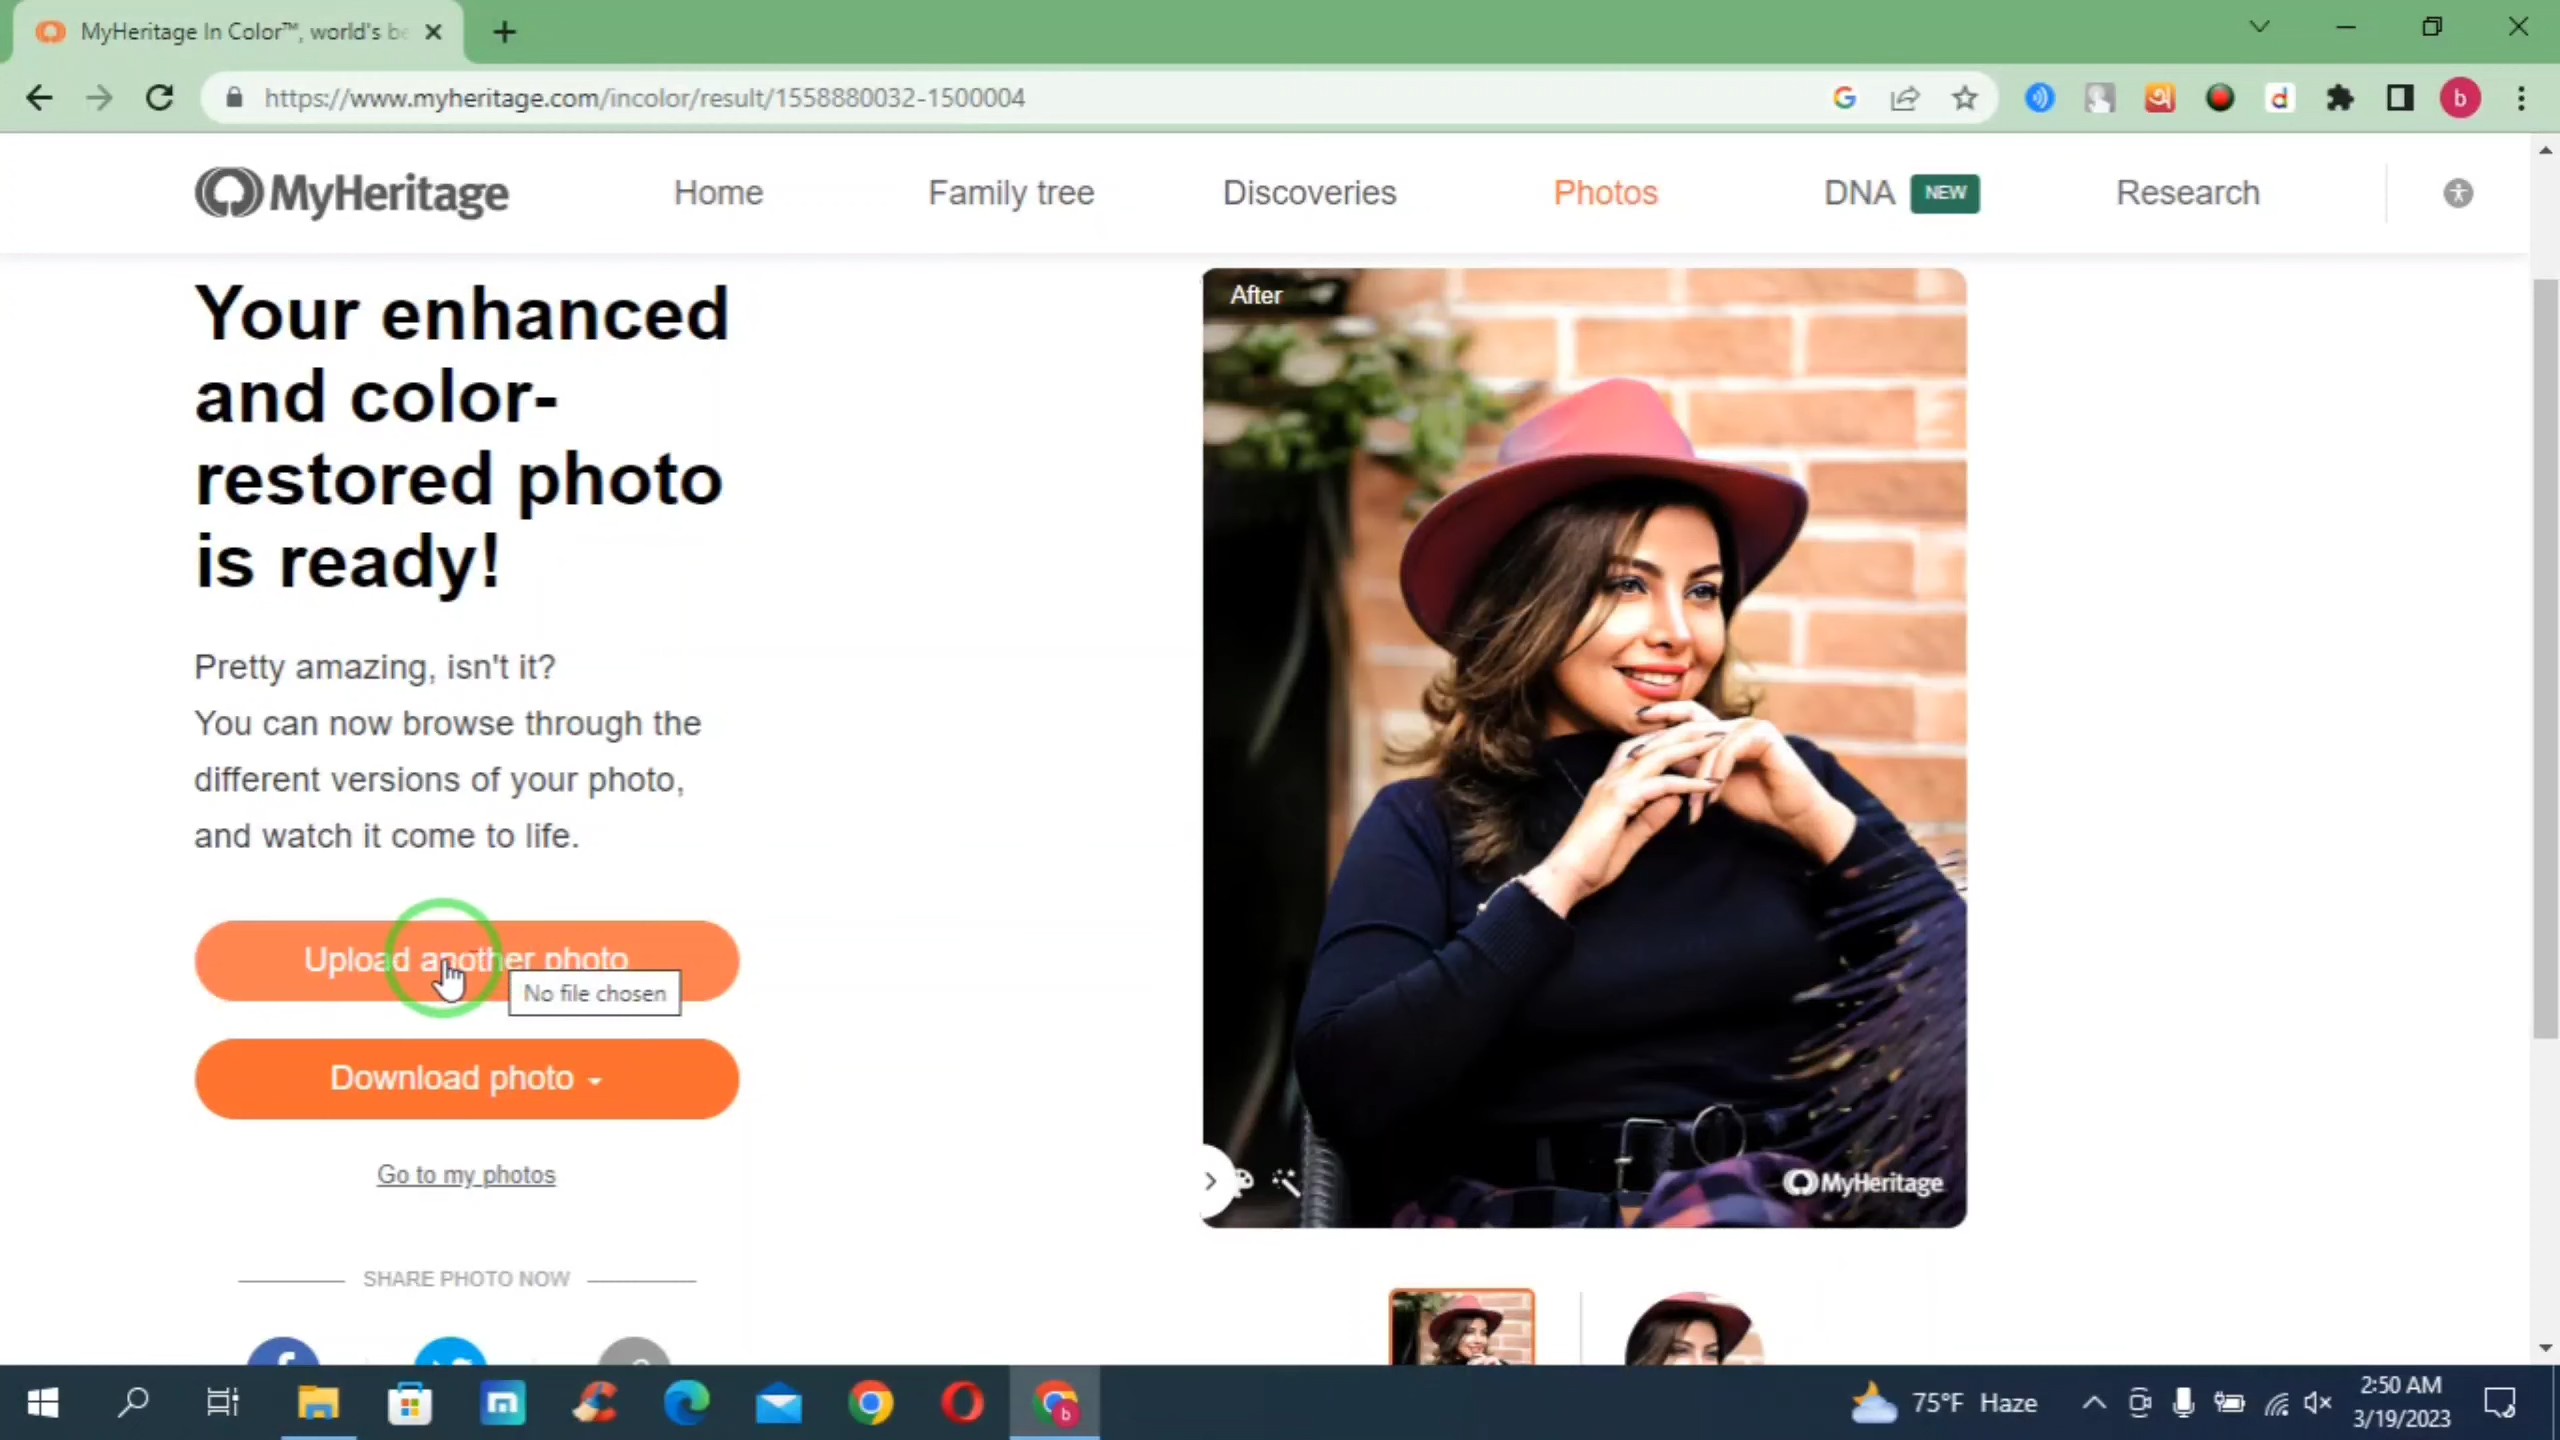 MyHeritage In Color™, world's be
https://www.myheritage.com/incolor/result/1558880032-1500004
MyHeritage
Home
Family tree
Discoveries
Photos
DNA
NEW
Research
Your enhanced
and color-
restored photo
is ready!
After
Pretty amazing, isn't it?
You can now browse through the
different versions of your photo,
and watch it come to life.
Upload another photo
No file chosen
Download photo
Go to my photos
MyHeritage
SHARE PHOTO NOW
75°F Haze
2:50 AM
3/19/2023